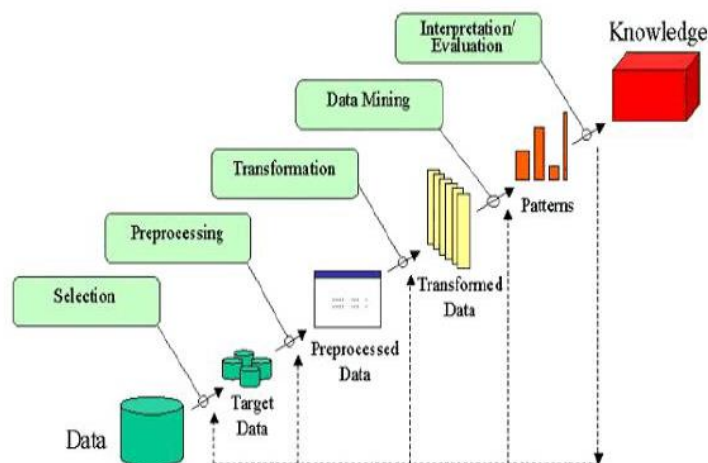 Interpretation/
Evaluation
Knowledge
Data Mining
Transformation
Patterns
Preprocessing
Transformed
Data
Selection
Preprocessed
Data
Target
Data
Data